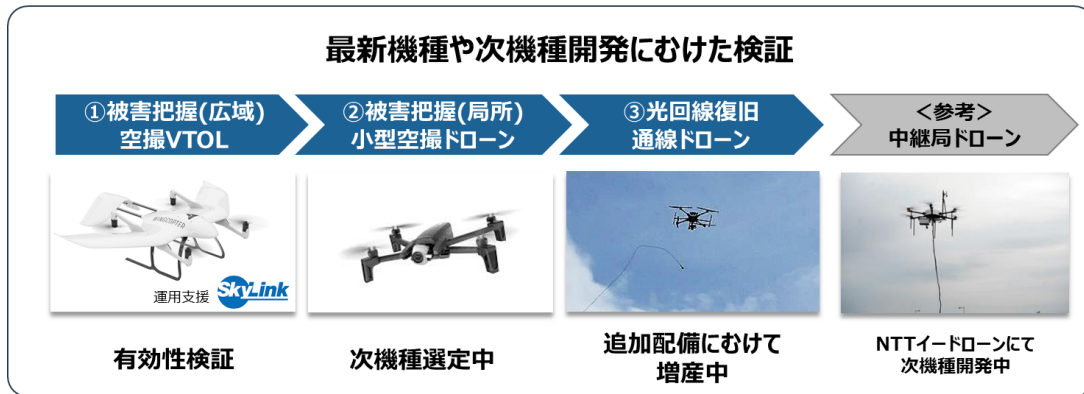 最新機種や次機種開発にむけた検証
①被害把握(広域)
空撮VTOL
②被害把握(局所)
小型空撮ドローン
③光回線復旧
通線ドローン
<参考>
中継局ドローン
WINGCOPTER
運用支援 SkyLink
有効性検証
次機種選定中
追加配備にむけて
増産中
NTTイードローンにて
次機種開発中